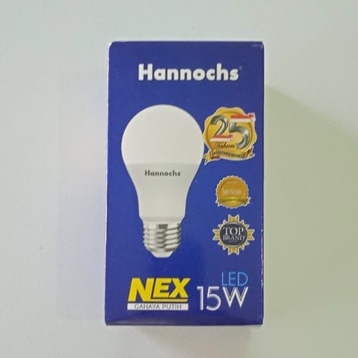 Hannochs
25
Tahun
Hannochs
TOP
BRAND
NEX
CAHAYA PUTIH
LED
15W